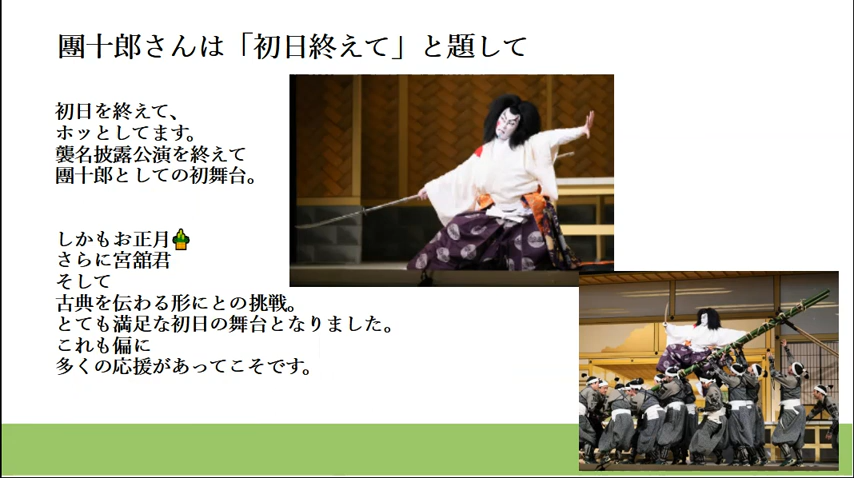 團十郎さんは「初日終えて」と題して
初日を終えて、
ホッとしてます。
襲名披露公演を終えて
團十郎としての初舞台。
しかもお正月🎍
さらに宮舘君
そして
古典を伝わる形にとの挑戦。
とても満足な初日の舞台となりました。
これも偏に
多くの応援があってこそです。